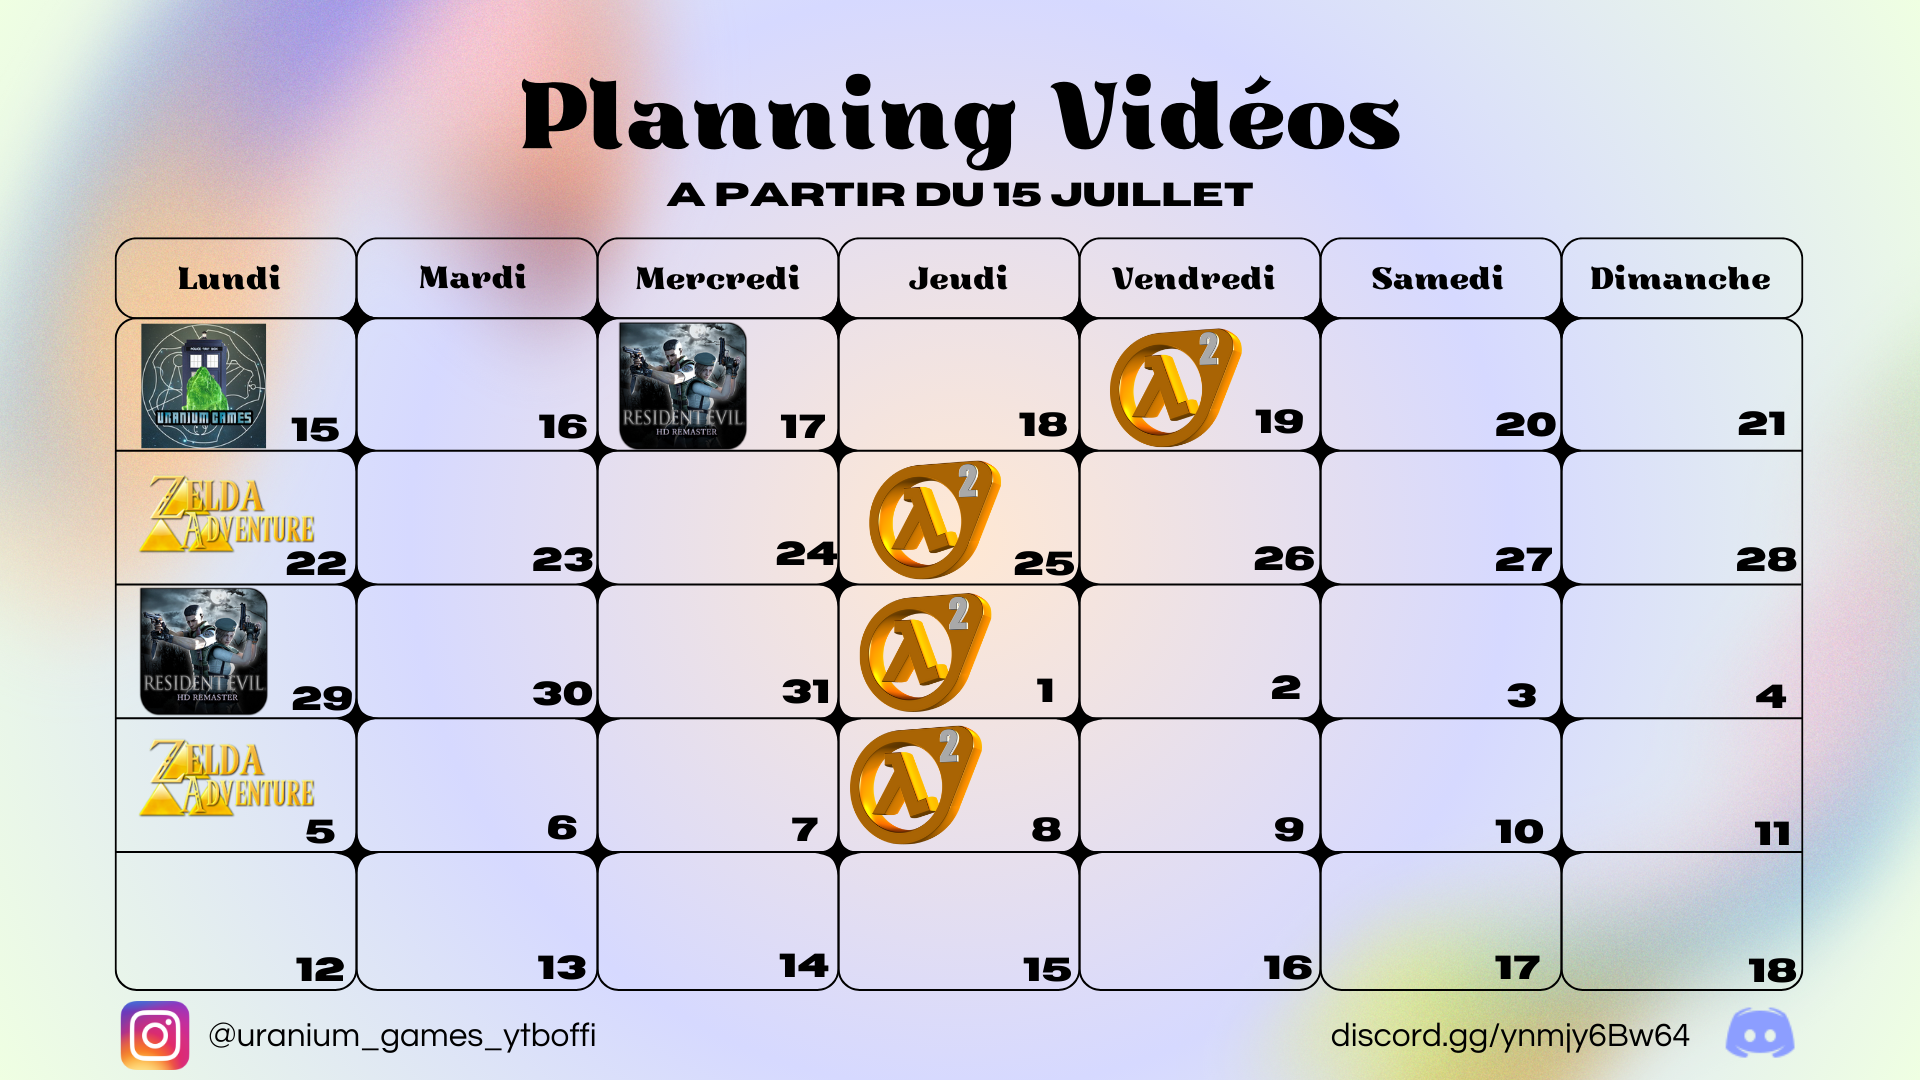 Planning Vidéos
A PARTIR DU 15 JUILLET
Lundi Mardi Mercredi Jeudi Vendredi Samedi Dimanche
POLICE BOX
URANIUM GAMES
15
16
RESIDENT EVIL
HD REMASTER
17
18
2
19
20
21
ZELDA
ADVENTURE
22
23
24
2
25
26
27
28
RESIDENT EVIL
HD REMASTER
29
30
31
2
1
2
3
4
ZELDA
ADVENTURE
5
6
7
2
8
9
10
11
12
13
14
15
16
17
18
@uranium_games_ytboffi
discord.gg/ynmjy6Bw64